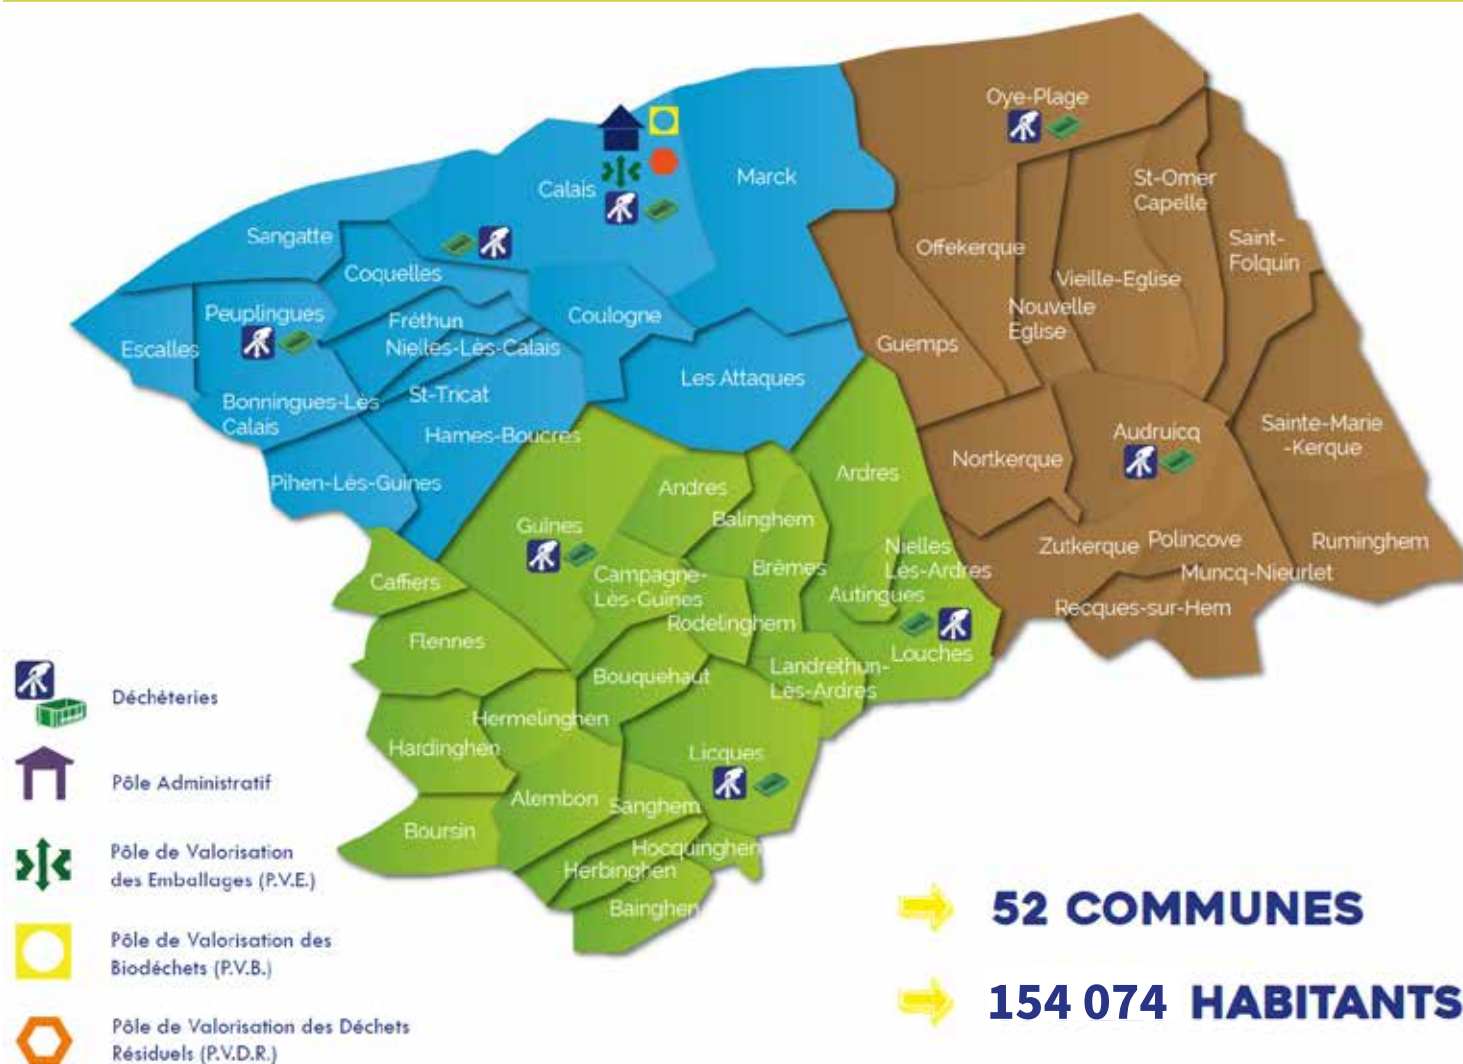 Oye-Plage
Marck
St-Omer
Capelle
Calais
Sangatte
Saint-
Folquin
Offekerque
Coquelles
Vieille-Eglise
Peuplingues
Nouvelle
Eglise
Fréthun
Coulogne
Escalles
Nielles-Lès-Calais
Guemps
Les Attaques
St-Tricat
Bonningues-Lès
Calais
Hames-Boucres
Sainte-Marie
-Kerque
Audruicq
Nortkerque
Ardres
Pihen-Lès-Guines
Andres
Guînes
Balinghem
Nielles
Lès-Ardres
Zutkerque
Polincove
Ruminghem
Muncq-Nieurlet
Recques-sur-Hem
Caffiers
Campagne-
Lès-Guînes
Brêmes
Autingues
Rodelinghem
Louches
Fiennes
Bouquehaut
Landrethun-
Lès-Ardres
Hermelinghen
Hardinghen
Licques
Alembon
Sanghem
Boursin
Hocquinghen
Herbinghen
Bainghen
Déchèteries
Pôle Administratif
Pôle de Valorisation
des Emballages (P.V.E.)
Pôle de Valorisation des
Biodéchets (P.V.B.)
Pôle de Valorisation des Déchets
Résiduels (P.V.D.R.)
52 COMMUNES
154 074 HABITANTS